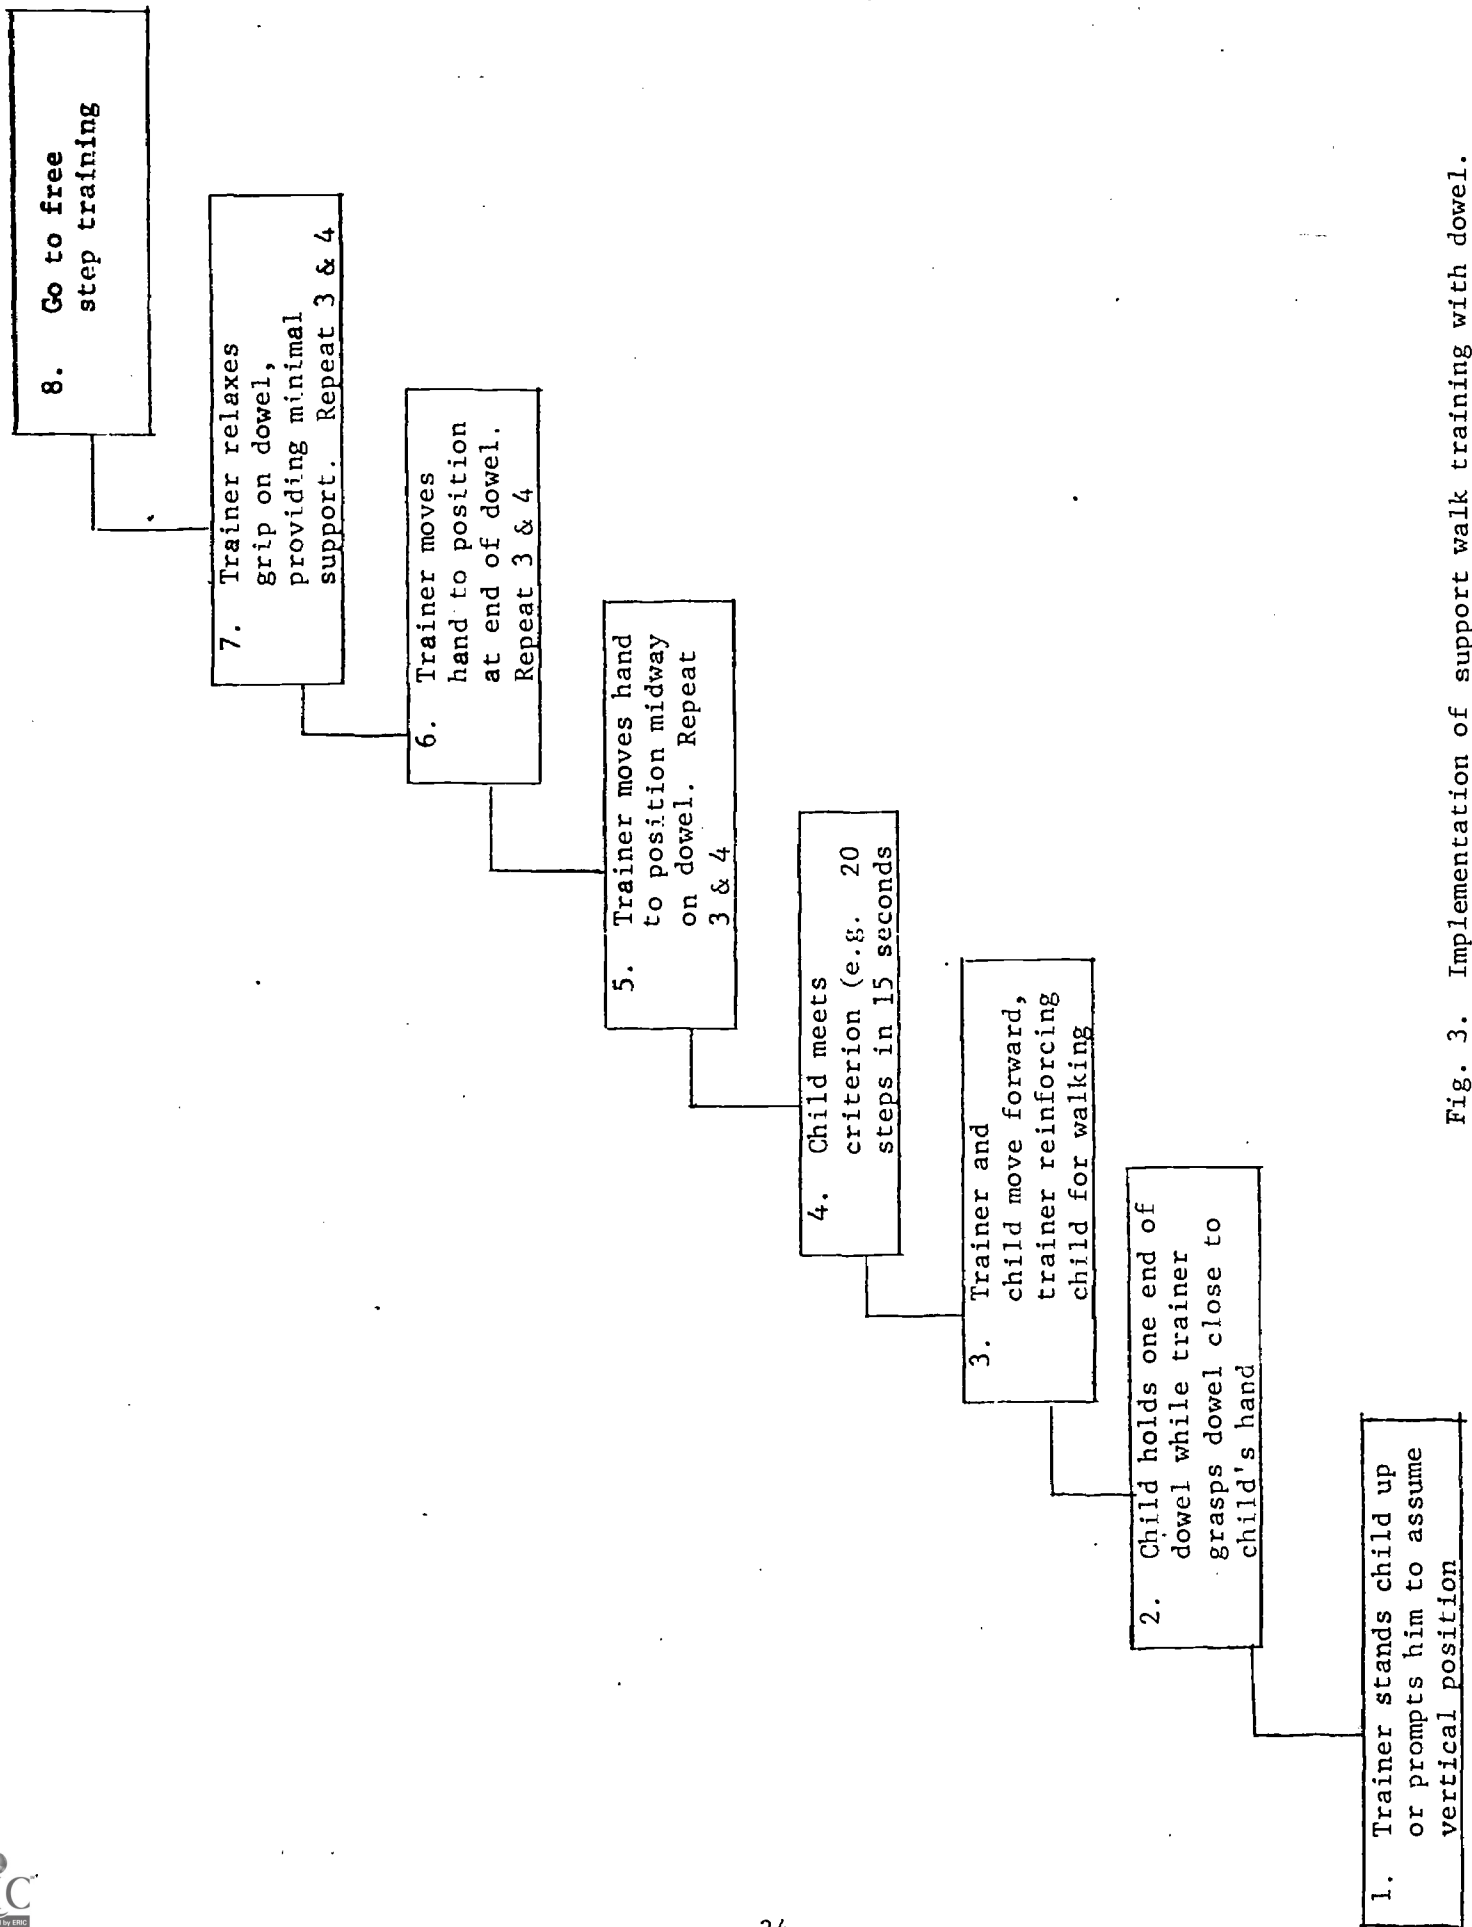 8. Go to free
step training
7. Trainer relaxes
grip on dowel,
providing minimal
support. Repeat 3 & 4
6. Trainer moves
hand to position
at end of dowel.
Repeat 3 & 4
5. Trainer moves hand
to position midway
on dowel. Repeat
3 & 4
4. Child meets
criterion (e.g. 20
steps in 15 seconds
3. Trainer and
child move forward,
trainer reinforcing
child for walking
2. Child holds one end of
dowel while trainer
grasps dowel close to
child's hand
1. Trainer stands child up
or prompts him to assume
vertical position
Fig. 3. Implementation of support walk training with dowel.
by ERIC